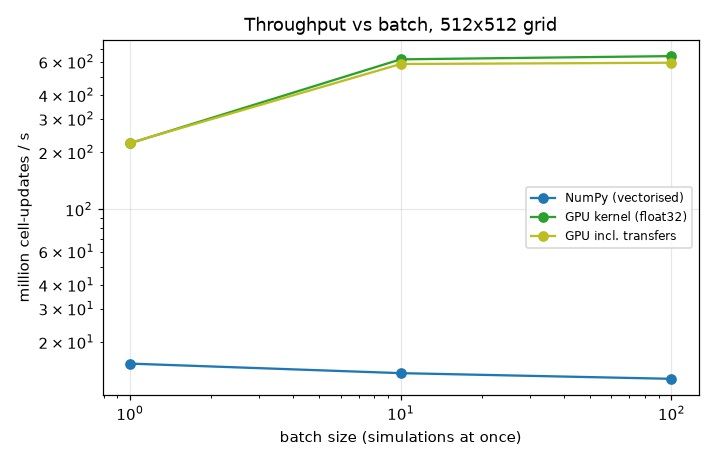 Throughput vs batch, 512x512 grid
million cell-updates / s
6 × 10²
4 × 10²
3 × 10²
2 × 10²
10²
6 × 10¹
4 × 10¹
3 × 10¹
2 × 10¹
NumPy (vectorised)
GPU kernel (float32)
GPU incl. transfers
10⁰
10¹
10²
batch size (simulations at once)